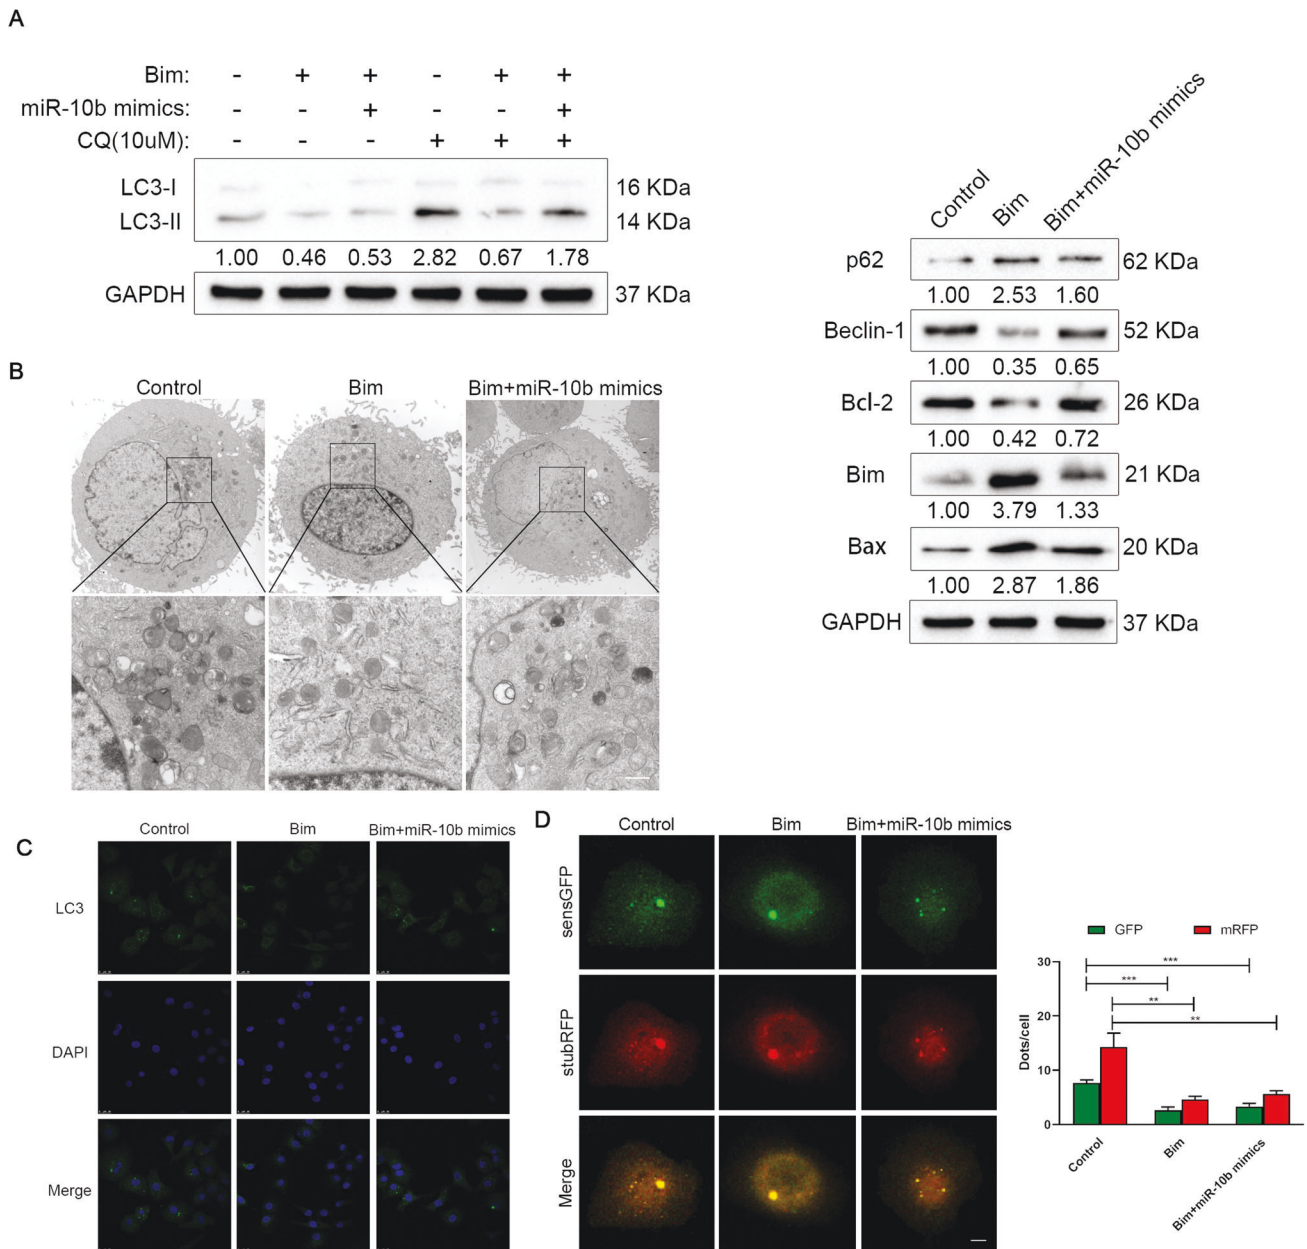 A
Bim: - + + - + +
miR-10b mimics: - - + - - +
CQ(10uM): - - - + + +
LC3-I 16 KDa
LC3-II 14 KDa
1.00 0.46 0.53 2.82 0.67 1.78
GAPDH 37 KDa
Control Bim Bim+miR-10b mimics
p62 62 KDa
1.00 2.53 1.60
Beclin-1 52 KDa
1.00 0.35 0.65
Bcl-2 26 KDa
1.00 0.42 0.72
Bim 21 KDa
1.00 3.79 1.33
Bax 20 KDa
1.00 2.87 1.86
GAPDH 37 KDa
B
Control Bim Bim+miR-10b mimics
C
Control Bim Bim+miR-10b mimics
LC3
DAPI
Merge
D
Control Bim Bim+miR-10b mimics
sensGFP
stubRFP
Merge
GFP mRFP
Dots/cell
30
20
10
0
***
***
**
**
Control Bim Bim+miR-10b mimics